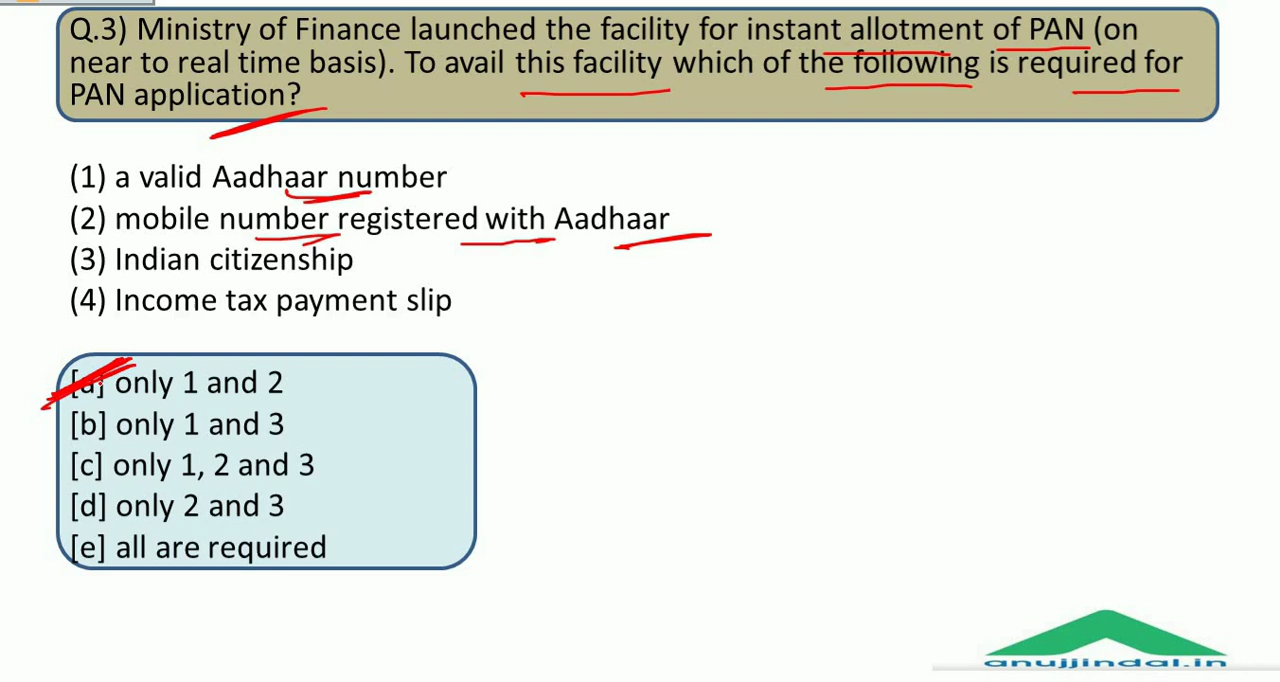 Q.3) Ministry of Finance launched the facility for instant allotment of PAN (on
near to real time basis). To avail this facility which of the following is required for
PAN application?
(1) a valid Aadhaar number
(2) mobile number registered with Aadhaar
(3) Indian citizenship
(4) Income tax payment slip
[a] only 1 and 2
[b] only 1 and 3
[c] only 1, 2 and 3
[d] only 2 and 3
[e] all are required
anujjindal.in